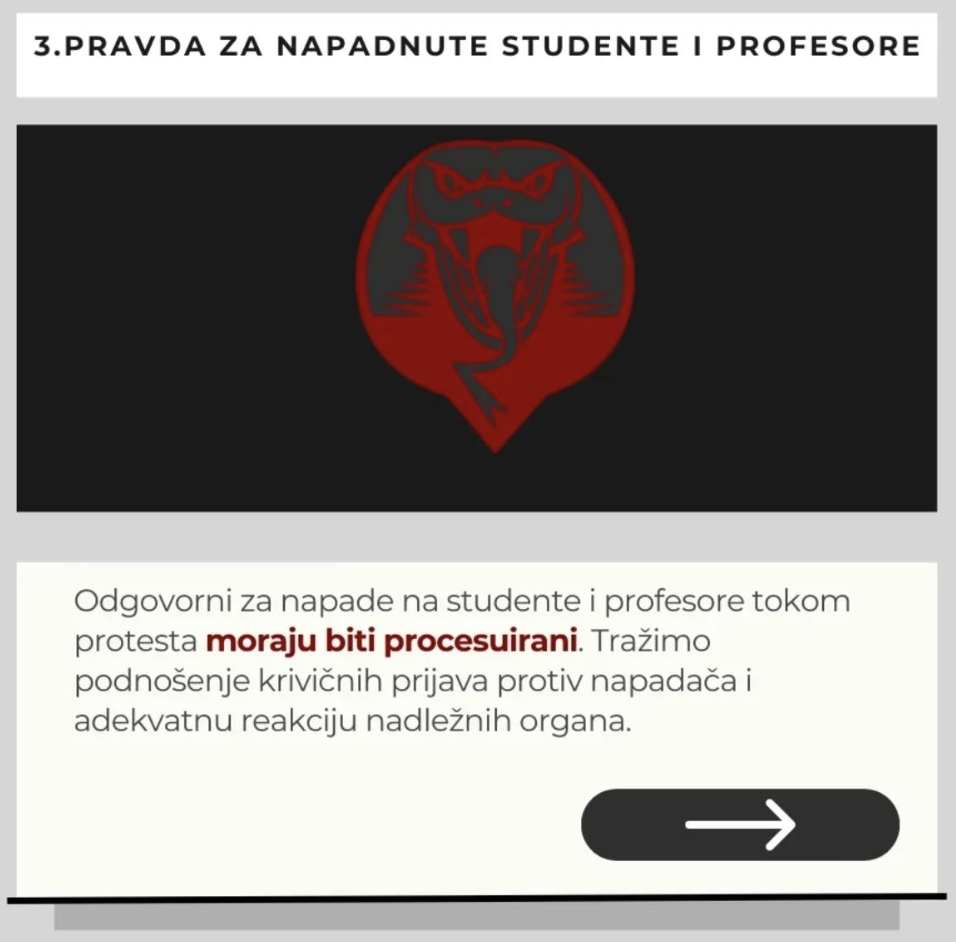 3.PRAVDA ZA NAPADNUTE STUDENTE I PROFESORE
Odgovorni za napade na studente i profesore tokom
protesta moraju biti procesuirani. Tražimo
podnošenje krivičnih prijava protiv napadača i
adekvatnu reakciju nadležnih organa.